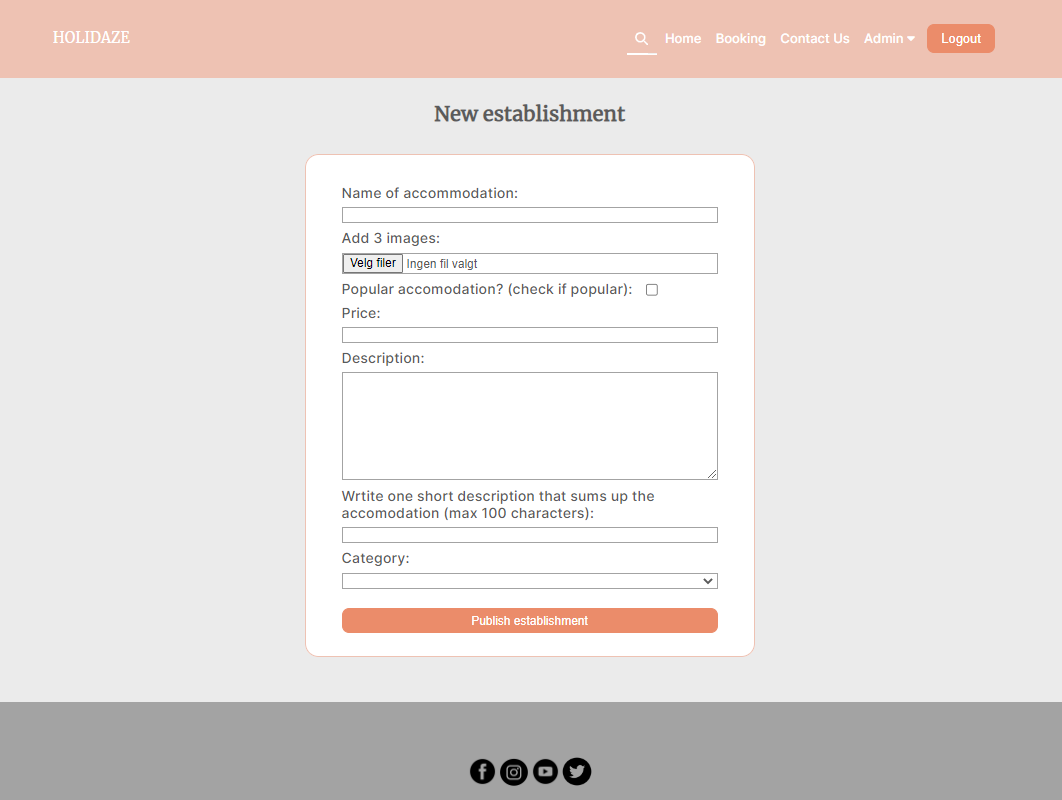 HOLIDAZE
Home Booking Contact Us Admin Logout
New establishment
Name of accommodation:
Add 3 images:
Velg filer Ingen fil valgt
Popular accomodation? (check if popular):
Price:
Description:
Wrtite one short description that sums up the
accomodation (max 100 characters):
Category:
Publish establishment